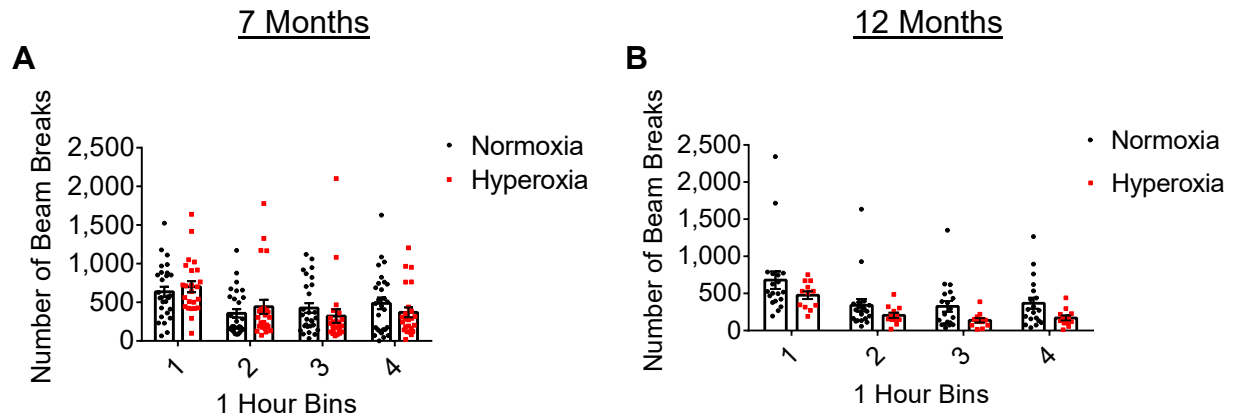 7 Months
12 Months
A
B
Number of Beam Breaks
2,500
2,000
1,500
1,000
500
0
1
2
3
4
1 Hour Bins
Normoxia
Hyperoxia
Number of Beam Breaks
2,500
2,000
1,500
1,000
500
0
1
2
3
4
1 Hour Bins
Normoxia
Hyperoxia